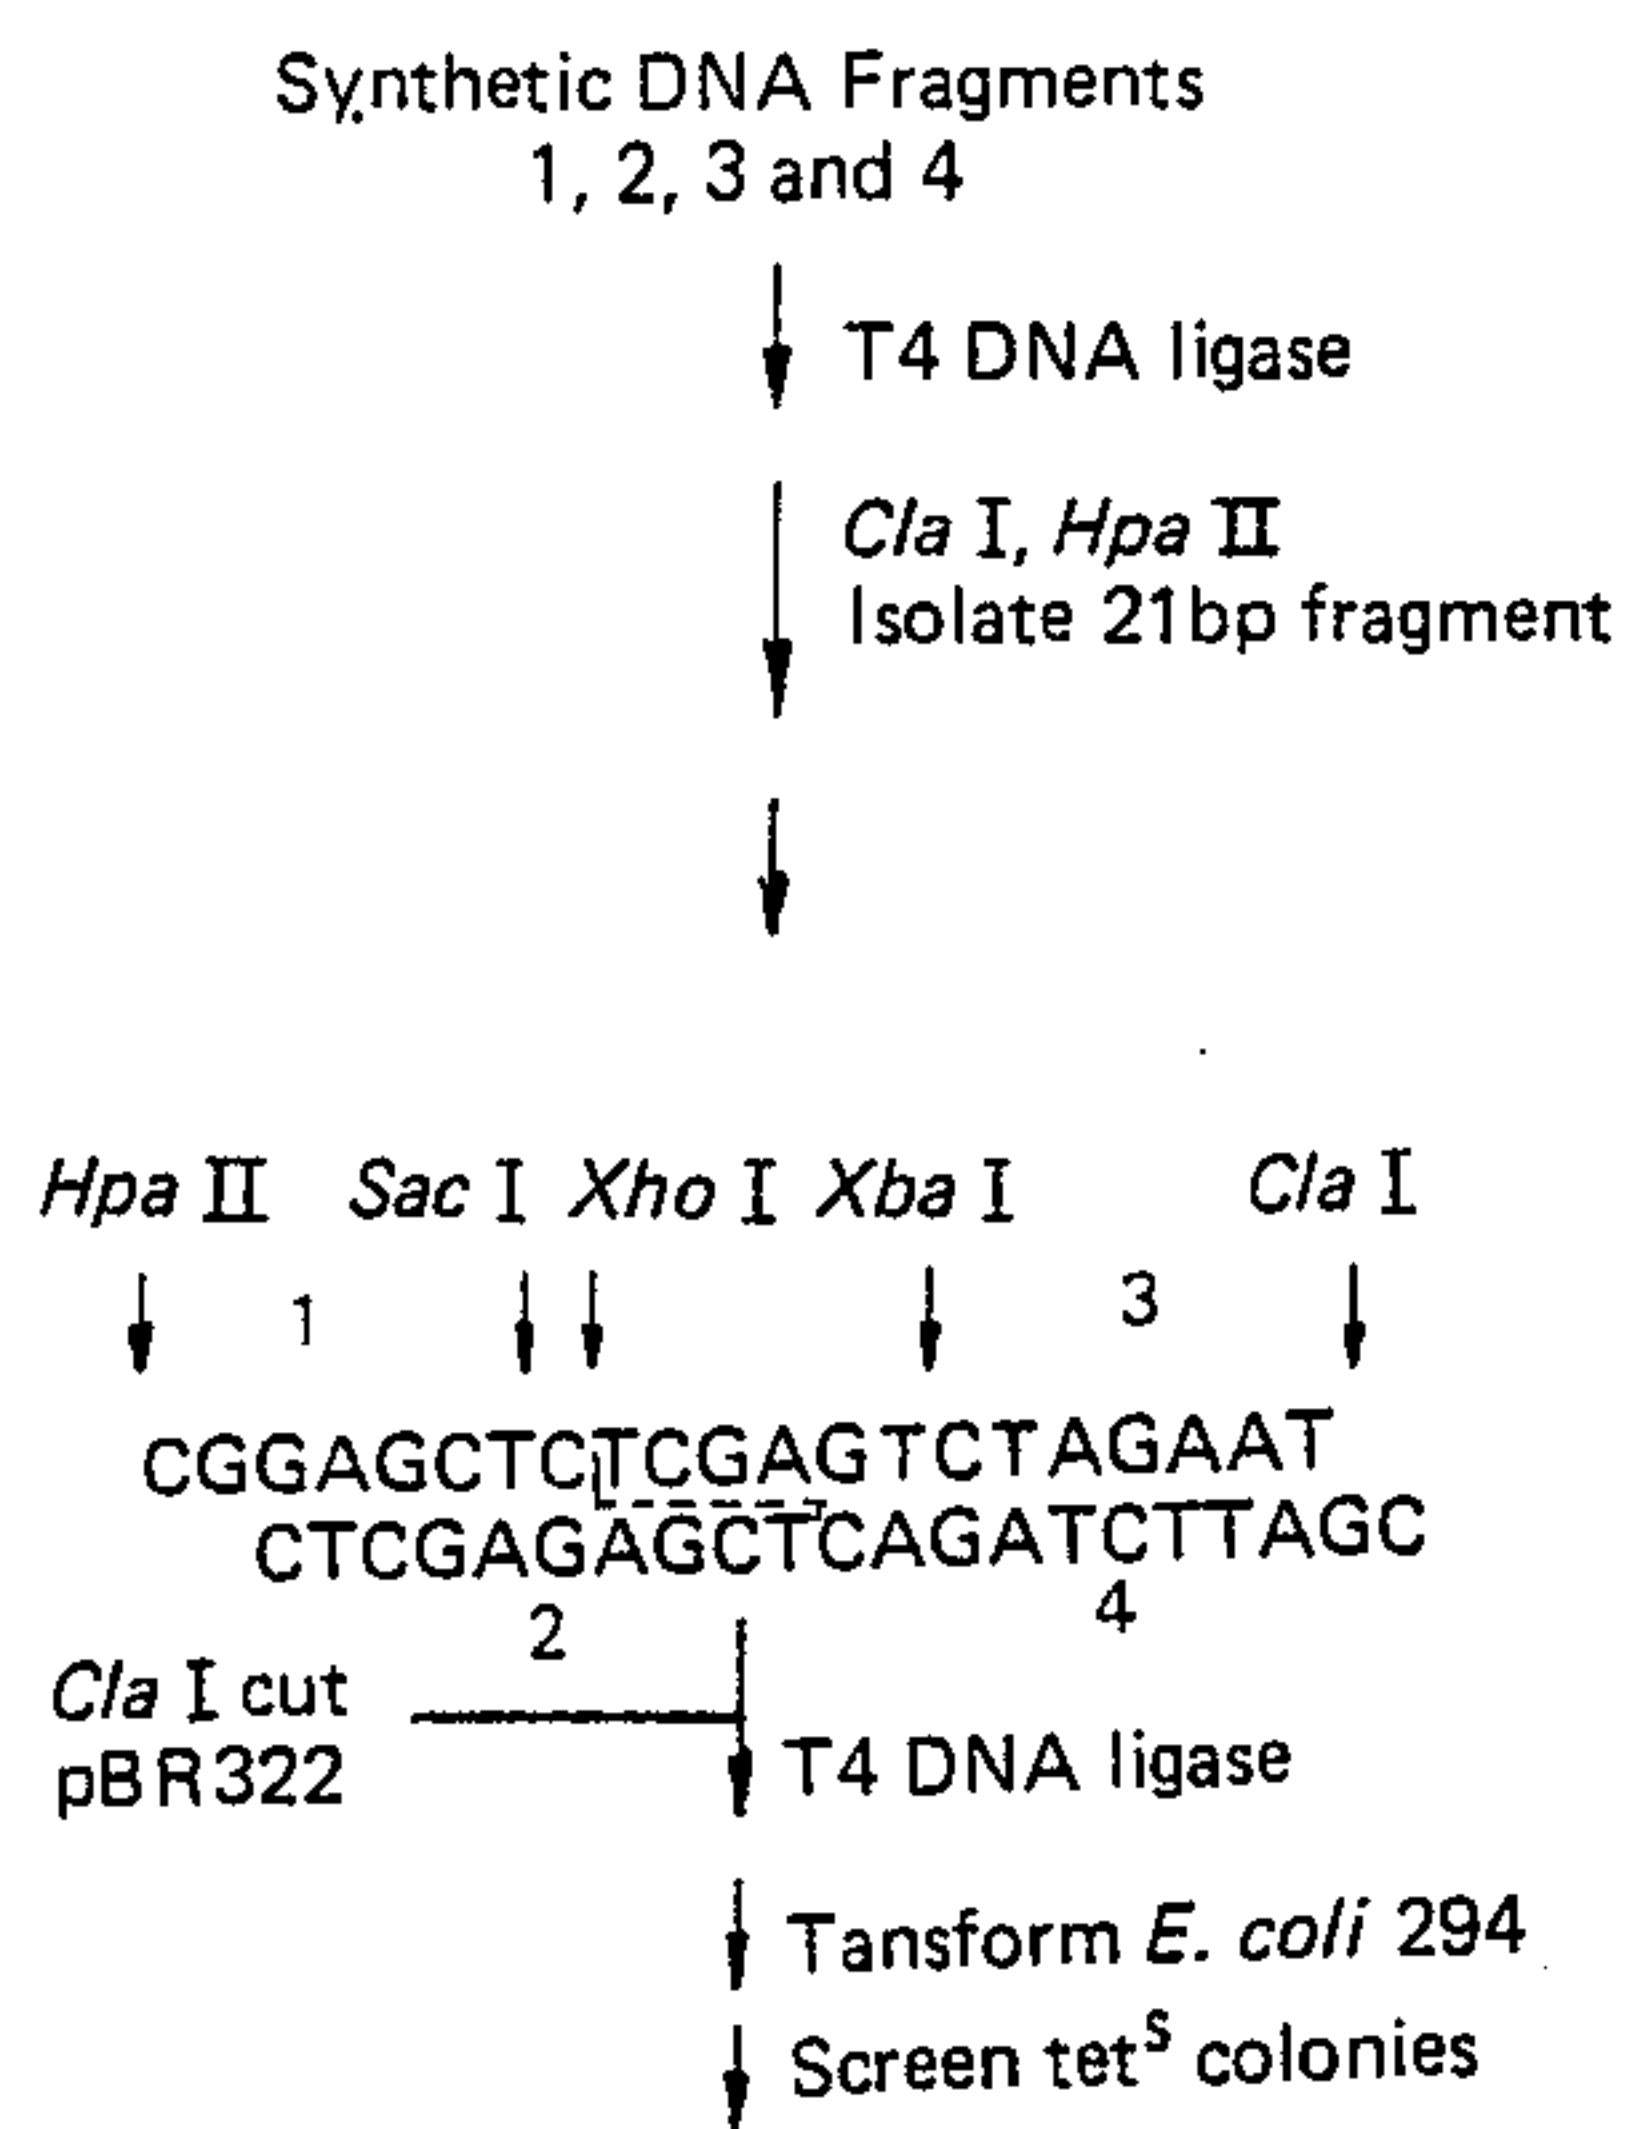 Synthetic DNA Fragments
1, 2, 3 and 4
T4 DNA ligase
Cla I, Hpa II
Isolate 21bp fragment
Hpa II Sac I Xho I Xba I Cla I
1 3
CGGAGCTCTCGAGTCTAGAAT
CTCGAGAGCTCAGATCTTAGC
2 4
Cla I cut
pBR322
T4 DNA ligase
Tansform E. coli 294
Screen tetS colonies